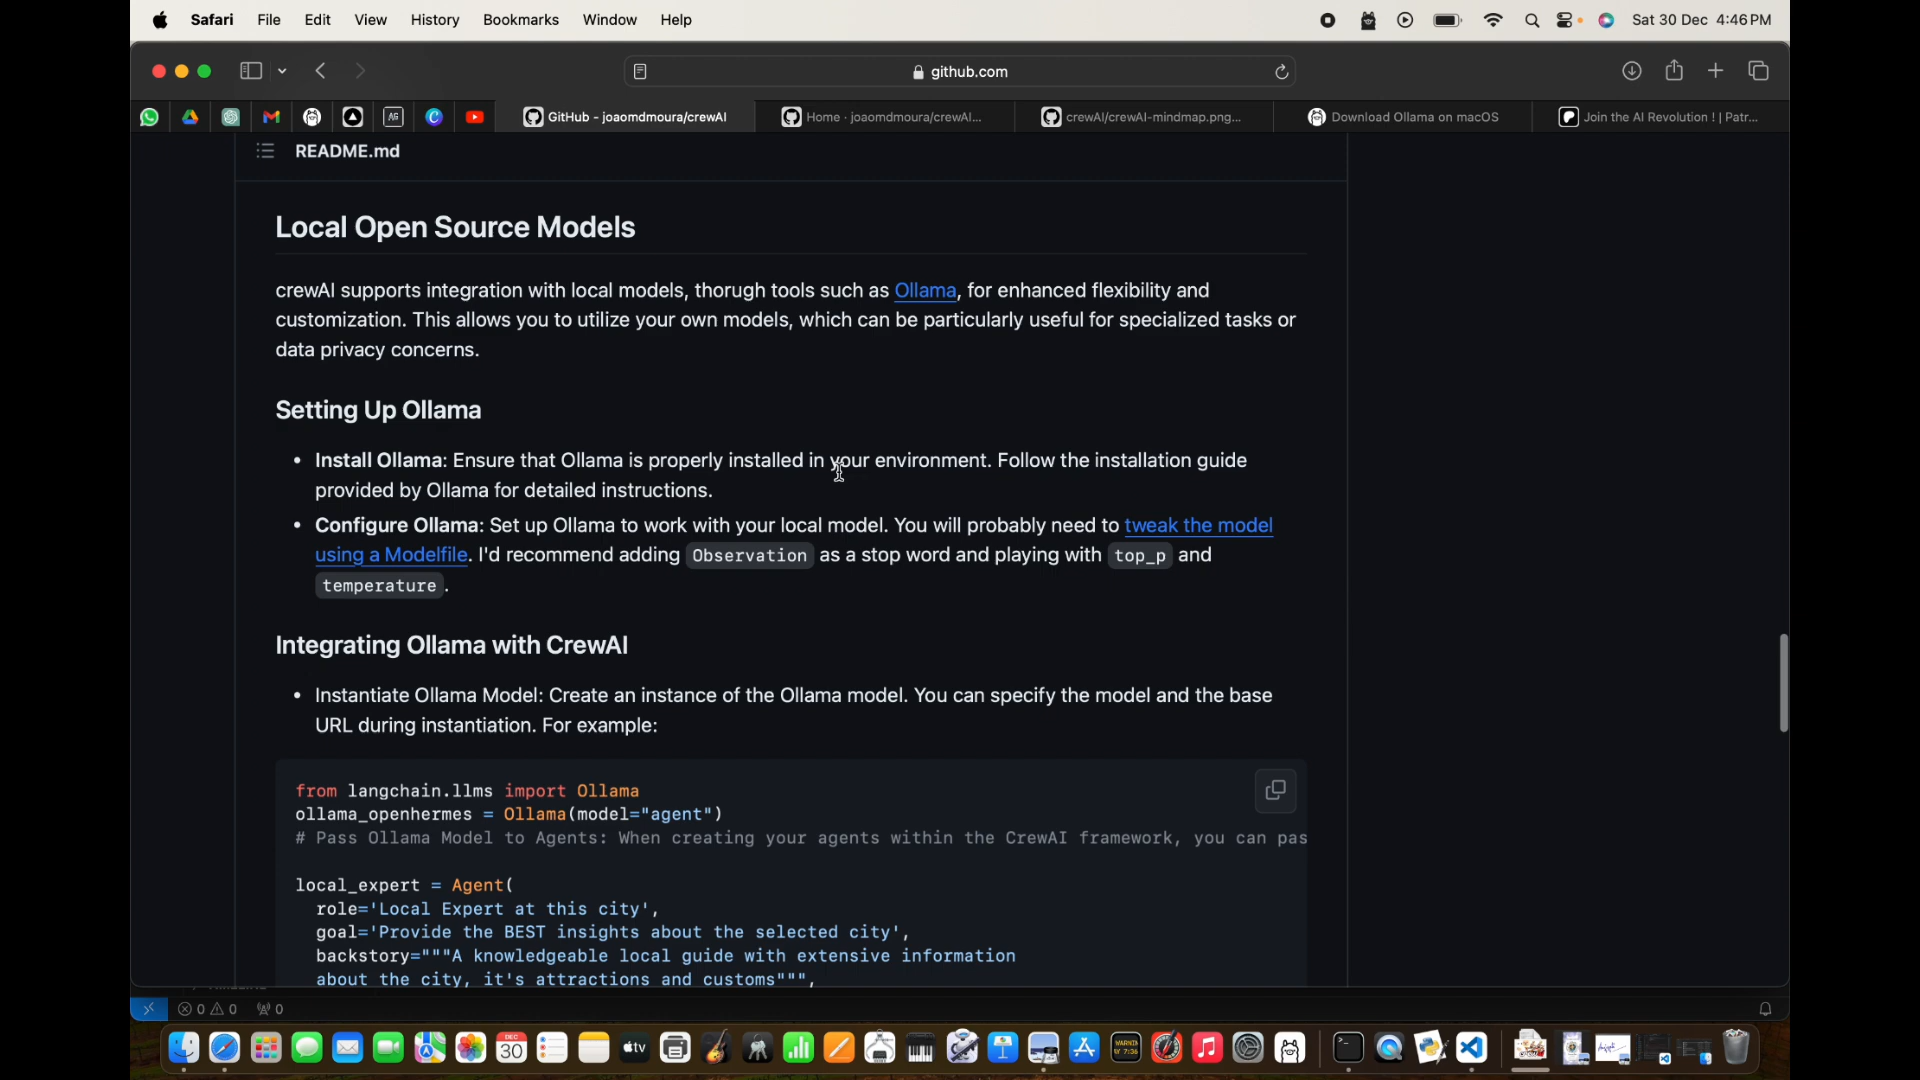 Safari File Edit View History Bookmarks Window Help Sat 30 Dec 4:46 PM
github.com
GitHub - joaomdmoura/crewAI Home · joaomdmoura/crewAI... crewAI/crewAI-mindmap.png... Download Ollama on macOS Join the AI Revolution ! | Patr...
README.md
Local Open Source Models
crewAI supports integration with local models, thorugh tools such as Ollama, for enhanced flexibility and
customization. This allows you to utilize your own models, which can be particularly useful for specialized tasks or
data privacy concerns.
Setting Up Ollama
• Install Ollama: Ensure that Ollama is properly installed in your environment. Follow the installation guide
provided by Ollama for detailed instructions.
• Configure Ollama: Set up Ollama to work with your local model. You will probably need to tweak the model
using a Modelfile. I'd recommend adding Observation as a stop word and playing with top_p and
temperature.
Integrating Ollama with CrewAI
• Instantiate Ollama Model: Create an instance of the Ollama model. You can specify the model and the base
URL during instantiation. For example:
from langchain.llms import Ollama
ollama_openhermes = Ollama(model="agent")
# Pass Ollama Model to Agents: When creating your agents within the CrewAI framework, you can pas
local_expert = Agent(
role='Local Expert at this city',
goal='Provide the BEST insights about the selected city',
backstory="""A knowledgeable local guide with extensive information
about the city, it's attractions and customs""",
0 0 0
DEC
30
tv